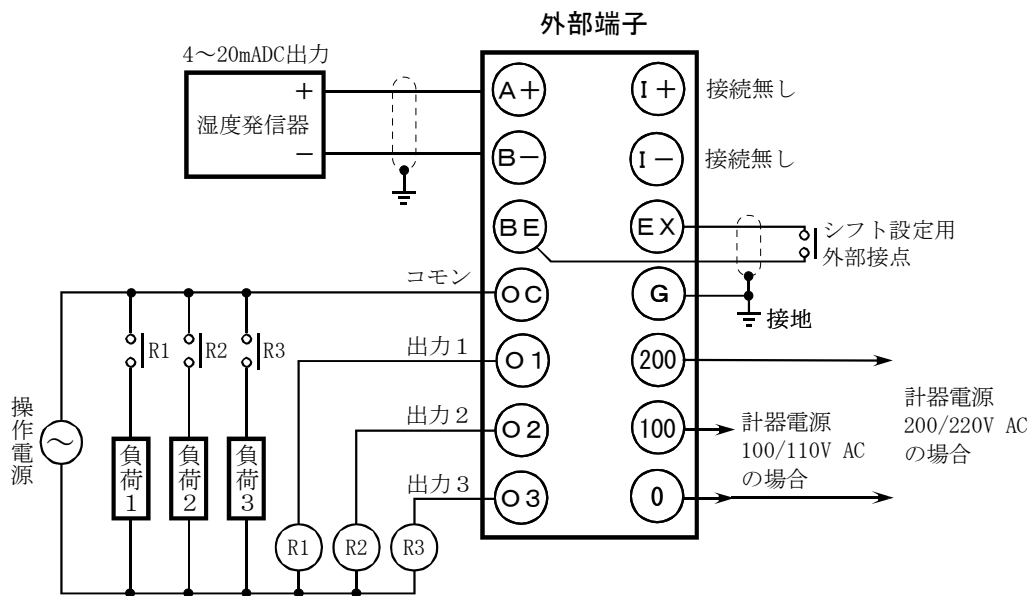 外部端子
4～20mADC出力
+
湿度発信器
−
A+
I+
接続無し
B−
I−
接続無し
BE
EX
シフト設定用
外部接点
コモン
OC
G
接地
R1
R2
R3
出力1
O1
200
操作電源
～
負荷1
負荷2
負荷3
出力2
O2
100
計器電源
100/110V AC
の場合
計器電源
200/220V AC
の場合
出力3
O3
0
R1
R2
R3